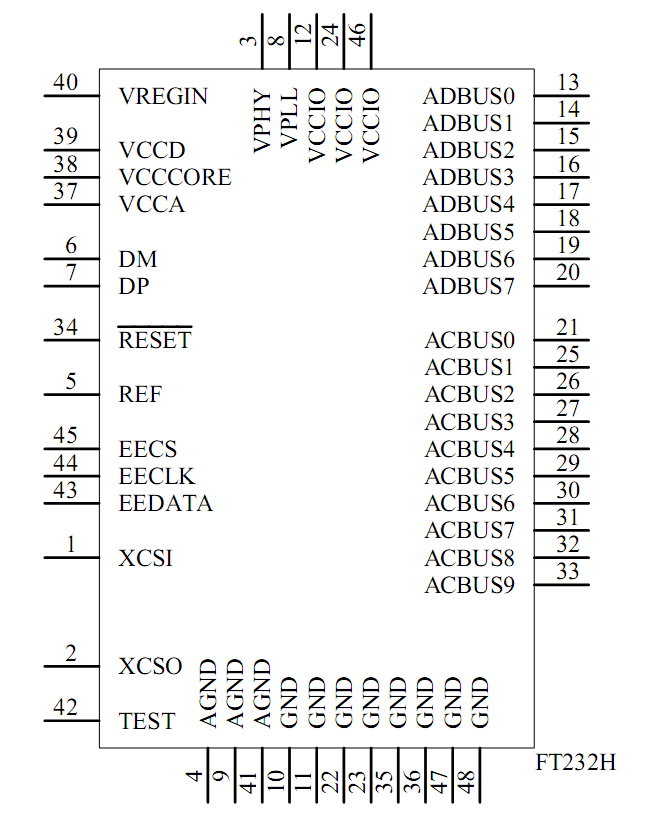 3 8 12 24 46
VPHY VPLL VCCIO VCCIO VCCIO
40 VREGIN ADBUS0 13
ADBUS1 14
39 VCCD ADBUS2 15
38 VCCCORE ADBUS3 16
37 VCCA ADBUS4 17
ADBUS5 18
6 DM ADBUS6 19
7 DP ADBUS7 20
34 RESET ACBUS0 21
ACBUS1 25
5 REF ACBUS2 26
ACBUS3 27
45 EECS ACBUS4 28
44 EECLK ACBUS5 29
43 EEDATA ACBUS6 30
ACBUS7 31
1 XCSI ACBUS8 32
ACBUS9 33
2 XCSO
42 TEST
AGND AGND AGND GND GND GND GND GND GND GND GND
4 9 41 10 11 22 23 35 36 47 48
FT232H